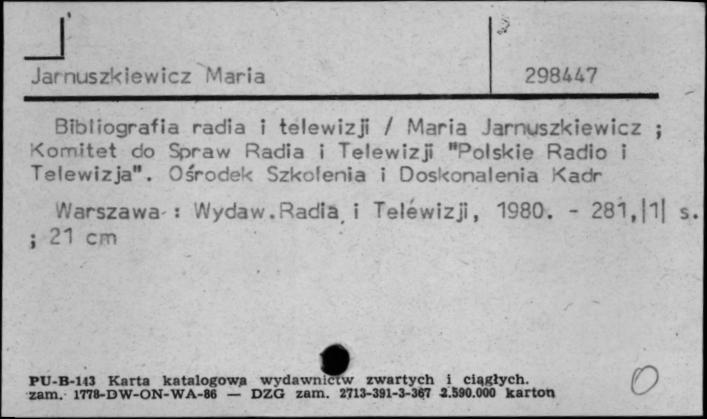 Jarnuszkiewicz Maria 298447
Bibliografia radia i telewizji / Maria Jarnuszkiewicz ;
Komitet do Spraw Radia i Telewizji "Polskie Radio i
Telewizja". Ośrodek Szkolenia i Doskonalenia Kadr
Warszawa : Wydaw.Radia i Telewizji, 1980. - 281,|1| s.
; 21 cm
PU-B-143 Karta katalogowa wydawnictw zwartych i ciągłych.
zam. 1778-DW-ON-WA-86 — DZG zam. 2713-391-3-367 2.590.000 karton